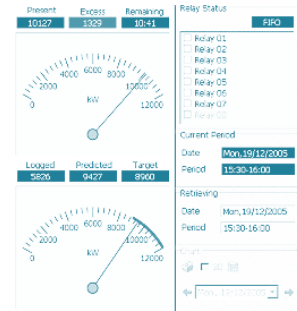 Present Excess Remaining
10127 1329 10:41
0 2000 4000 6000 8000 10000 12000
kW
Logged Predicted Target
5826 9427 8960
0 2000 4000 6000 8000 10000 12000
kW
Relay Status
FIFO
Relay 01
Relay 02
Relay 03
Relay 04
Relay 05
Relay 06
Relay 07
Current Period
Date Mon,19/12/2005
Period 15:30-16:00
Retrieving
Date Mon,19/12/2005
Period 15:30-16:00
Chart
3D
Mon, 19/12/2005